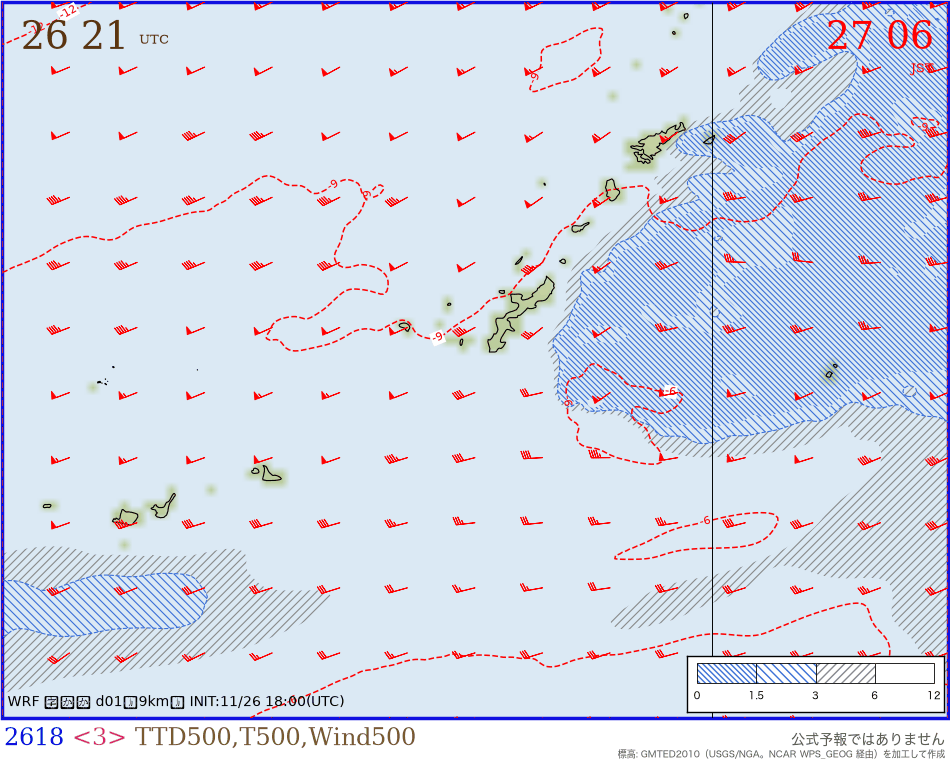 -12
-12
26 21 UTC
27 06
JST
-9
-9
-9
-9
-9
-9
-6
-6
-6
WRF d01 9km INIT:11/26 18:00(UTC)
0 1.5 3 6 12
2618 <3> TTD500,T500,Wind500
公式予報ではありません
標高: GMTED2010（USGS/NGA。NCAR WPS_GEOG 経由）を加工して作成